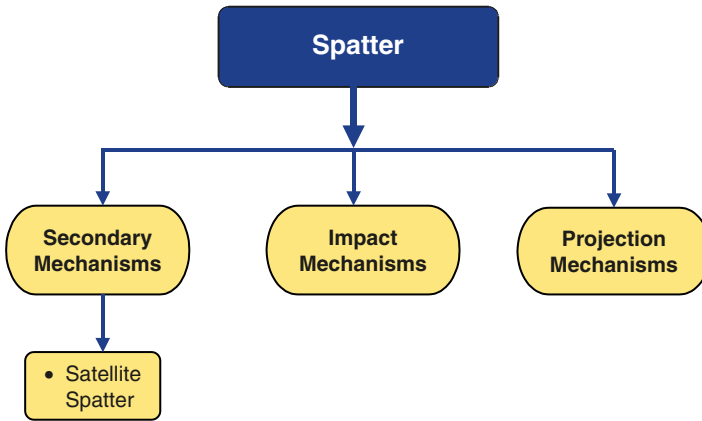 Spatter
Secondary
Mechanisms
Impact
Mechanisms
Projection
Mechanisms
• Satellite
Spatter